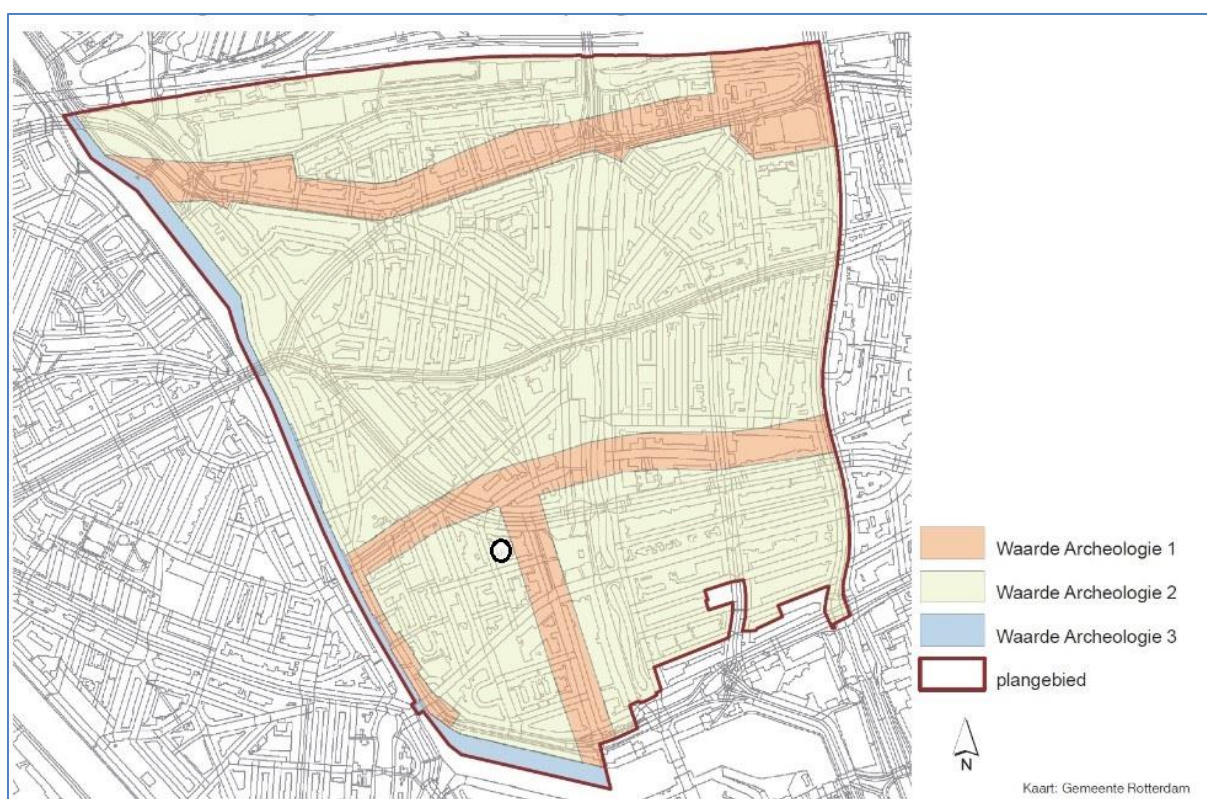 Waarde Archeologie 1
Waarde Archeologie 2
Waarde Archeologie 3
plangebied
N
Kaart: Gemeente Rotterdam